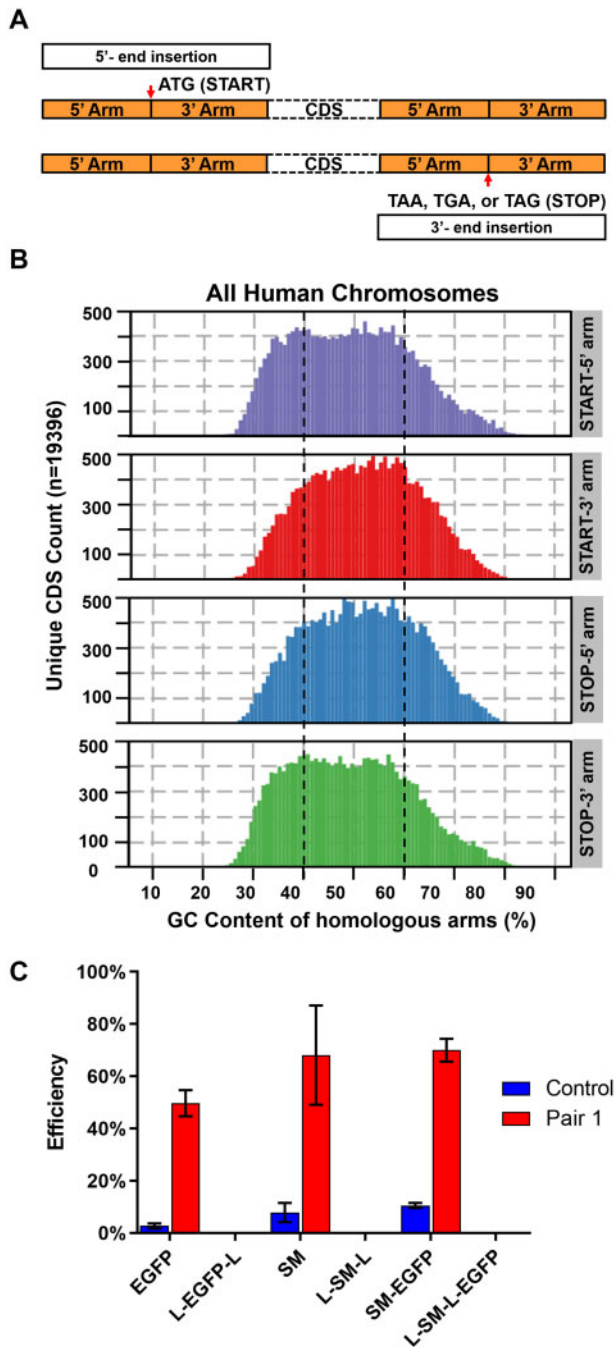 A
5'- end insertion
ATG (START)
5' Arm 3' Arm CDS 5' Arm 3' Arm
5' Arm 3' Arm CDS 5' Arm 3' Arm
TAA, TGA, or TAG (STOP)
3'- end insertion
B
All Human Chromosomes
Unique CDS Count (n=19396)
500
300
100
START-5' arm
500
300
100
START-3' arm
500
300
100
STOP-5' arm
500
300
100
0
STOP-3' arm
10 20 30 40 50 60 70 80 90
GC Content of homologous arms (%)
C
Efficiency
100%
80%
60%
40%
20%
0%
Control
Pair 1
EGFP
L-EGFP-L
SM
L-SM-L
SM-EGFP
L-SM-L-EGFP